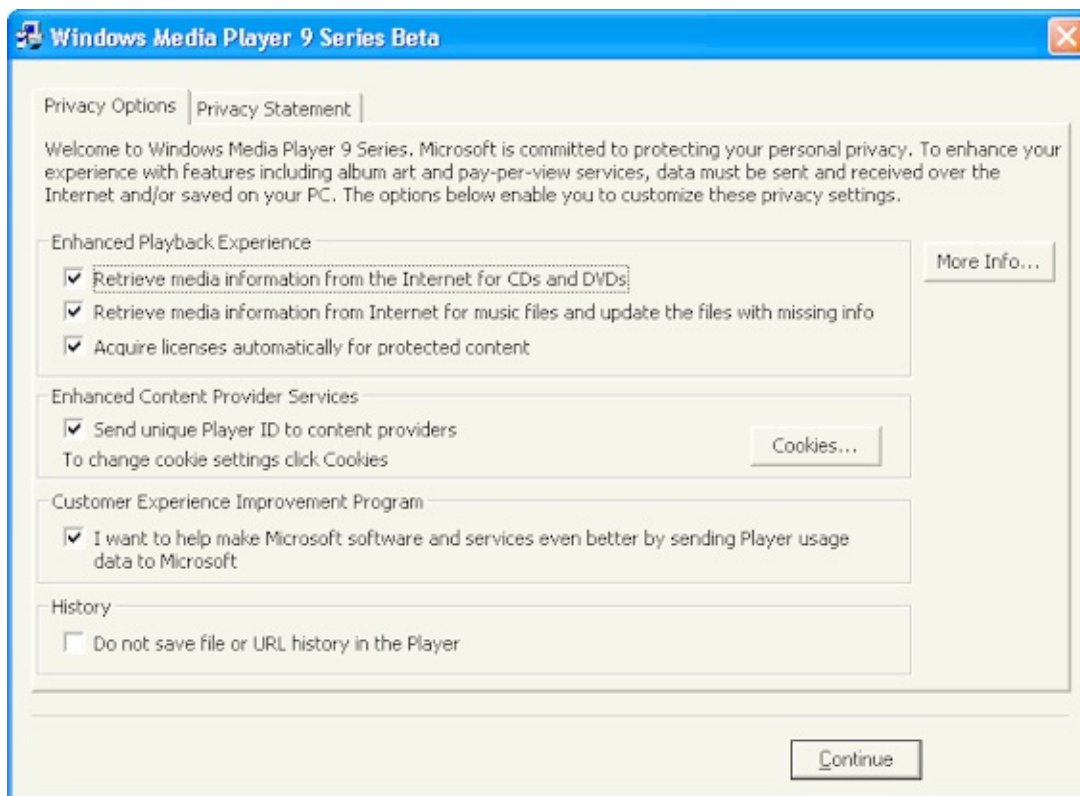 Windows Media Player 9 Series Beta
Privacy Options
Privacy Statement
Welcome to Windows Media Player 9 Series. Microsoft is committed to protecting your personal privacy. To enhance your
experience with features including album art and pay-per-view services, data must be sent and received over the
Internet and/or saved on your PC. The options below enable you to customize these privacy settings.
Enhanced Playback Experience
More Info...
Retrieve media information from the Internet for CDs and DVDs
Retrieve media information from Internet for music files and update the files with missing info
Acquire licenses automatically for protected content
Enhanced Content Provider Services
Send unique Player ID to content providers
Cookies...
To change cookie settings click Cookies
Customer Experience Improvement Program
I want to help make Microsoft software and services even better by sending Player usage
data to Microsoft
History
Do not save file or URL history in the Player
Continue